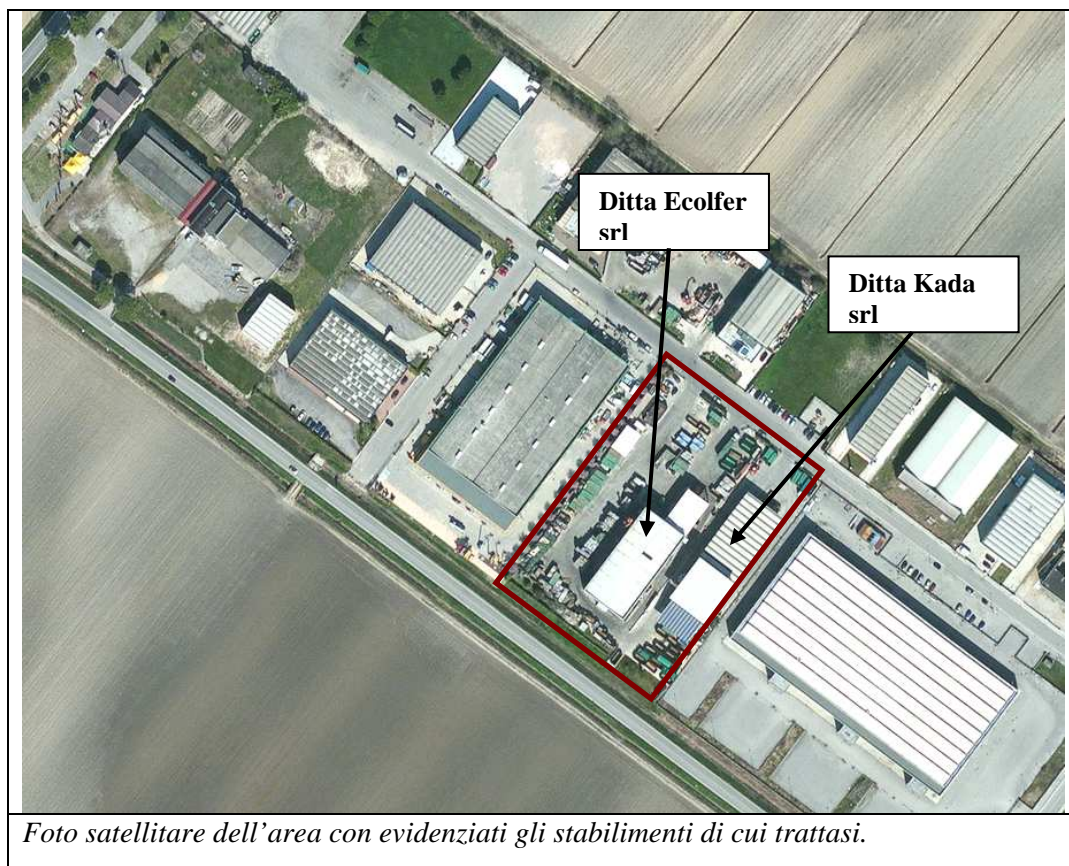 Ditta Ecolfer
srl
Ditta Kada
srl
Foto satellitare dell’area con evidenziati gli stabilimenti di cui trattasi.